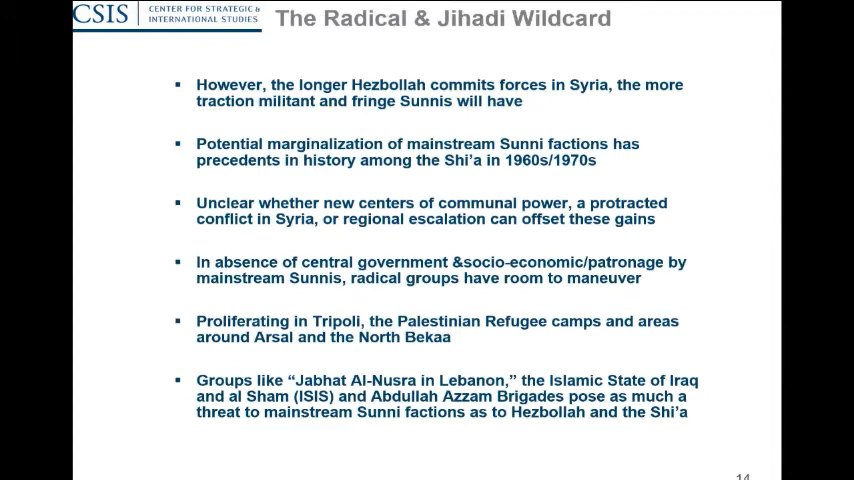 CSIS
CENTER FOR STRATEGIC &
INTERNATIONAL STUDIES
The Radical & Jihadi Wildcard
▪ However, the longer Hezbollah commits forces in Syria, the more
traction militant and fringe Sunnis will have
▪ Potential marginalization of mainstream Sunni factions has
precedents in history among the Shi'a in 1960s/1970s
▪ Unclear whether new centers of communal power, a protracted
conflict in Syria, or regional escalation can offset these gains
▪ In absence of central government &socio-economic/patronage by
mainstream Sunnis, radical groups have room to maneuver
▪ Proliferating in Tripoli, the Palestinian Refugee camps and areas
around Arsal and the North Bekaa
▪ Groups like “Jabhat Al-Nusra in Lebanon,” the Islamic State of Iraq
and al Sham (ISIS) and Abdullah Azzam Brigades pose as much a
threat to mainstream Sunni factions as to Hezbollah and the Shi'a
14